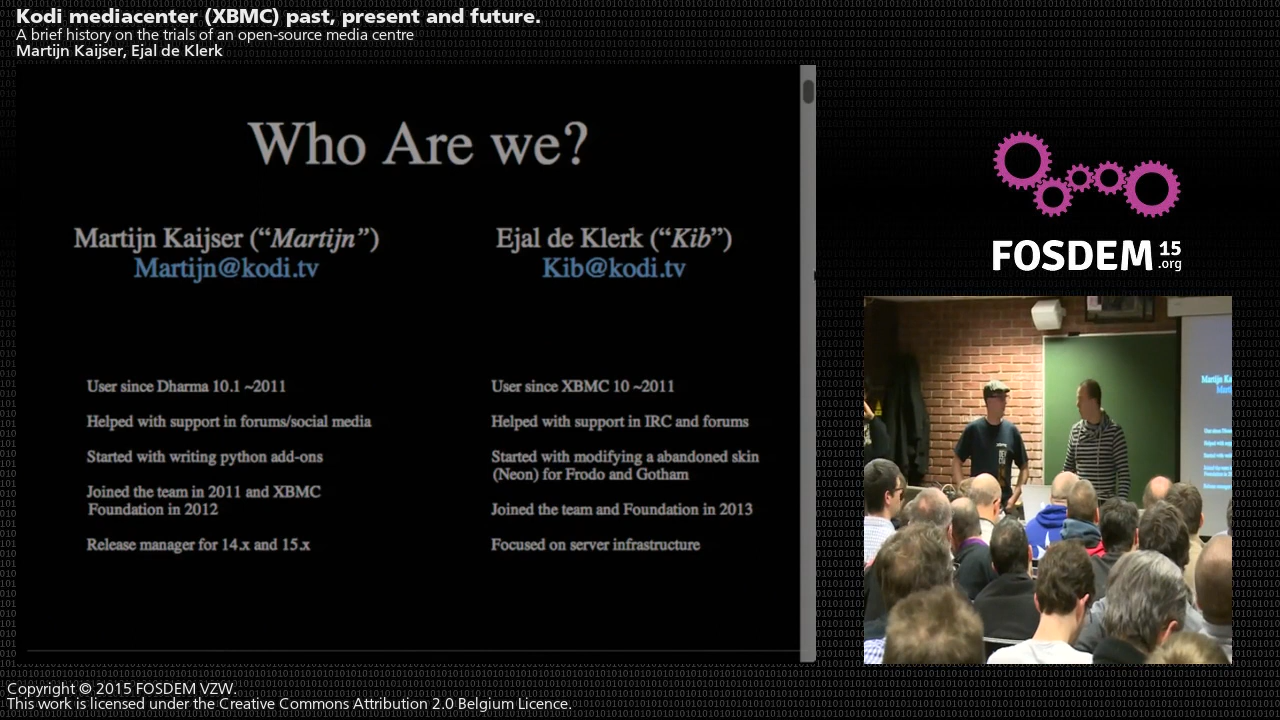 Kodi mediacenter (XBMC) past, present and future.
A brief history on the trials of an open-source media centre
Martijn Kaijser, Ejal de Klerk
Who Are we?
Martijn Kaijser (“Martijn”)
Martijn@kodi.tv
User since Dharma 10.1 ~2011
Helped with support in forums/social media
Started with writing python add-ons
Joined the team in 2011 and XBMC
Foundation in 2012
Release manager for 14.x and 15.x
Ejal de Klerk (“Kib”)
Kib@kodi.tv
User since XBMC 10 ~2011
Helped with support in IRC and forums
Started with modifying a abandoned skin
(Neon) for Frodo and Gotham
Joined the team and Foundation in 2013
Focused on server infrastructure
FOSDEM 15
.org
Copyright © 2015 FOSDEM VZW.
This work is licensed under the Creative Commons Attribution 2.0 Belgium Licence.